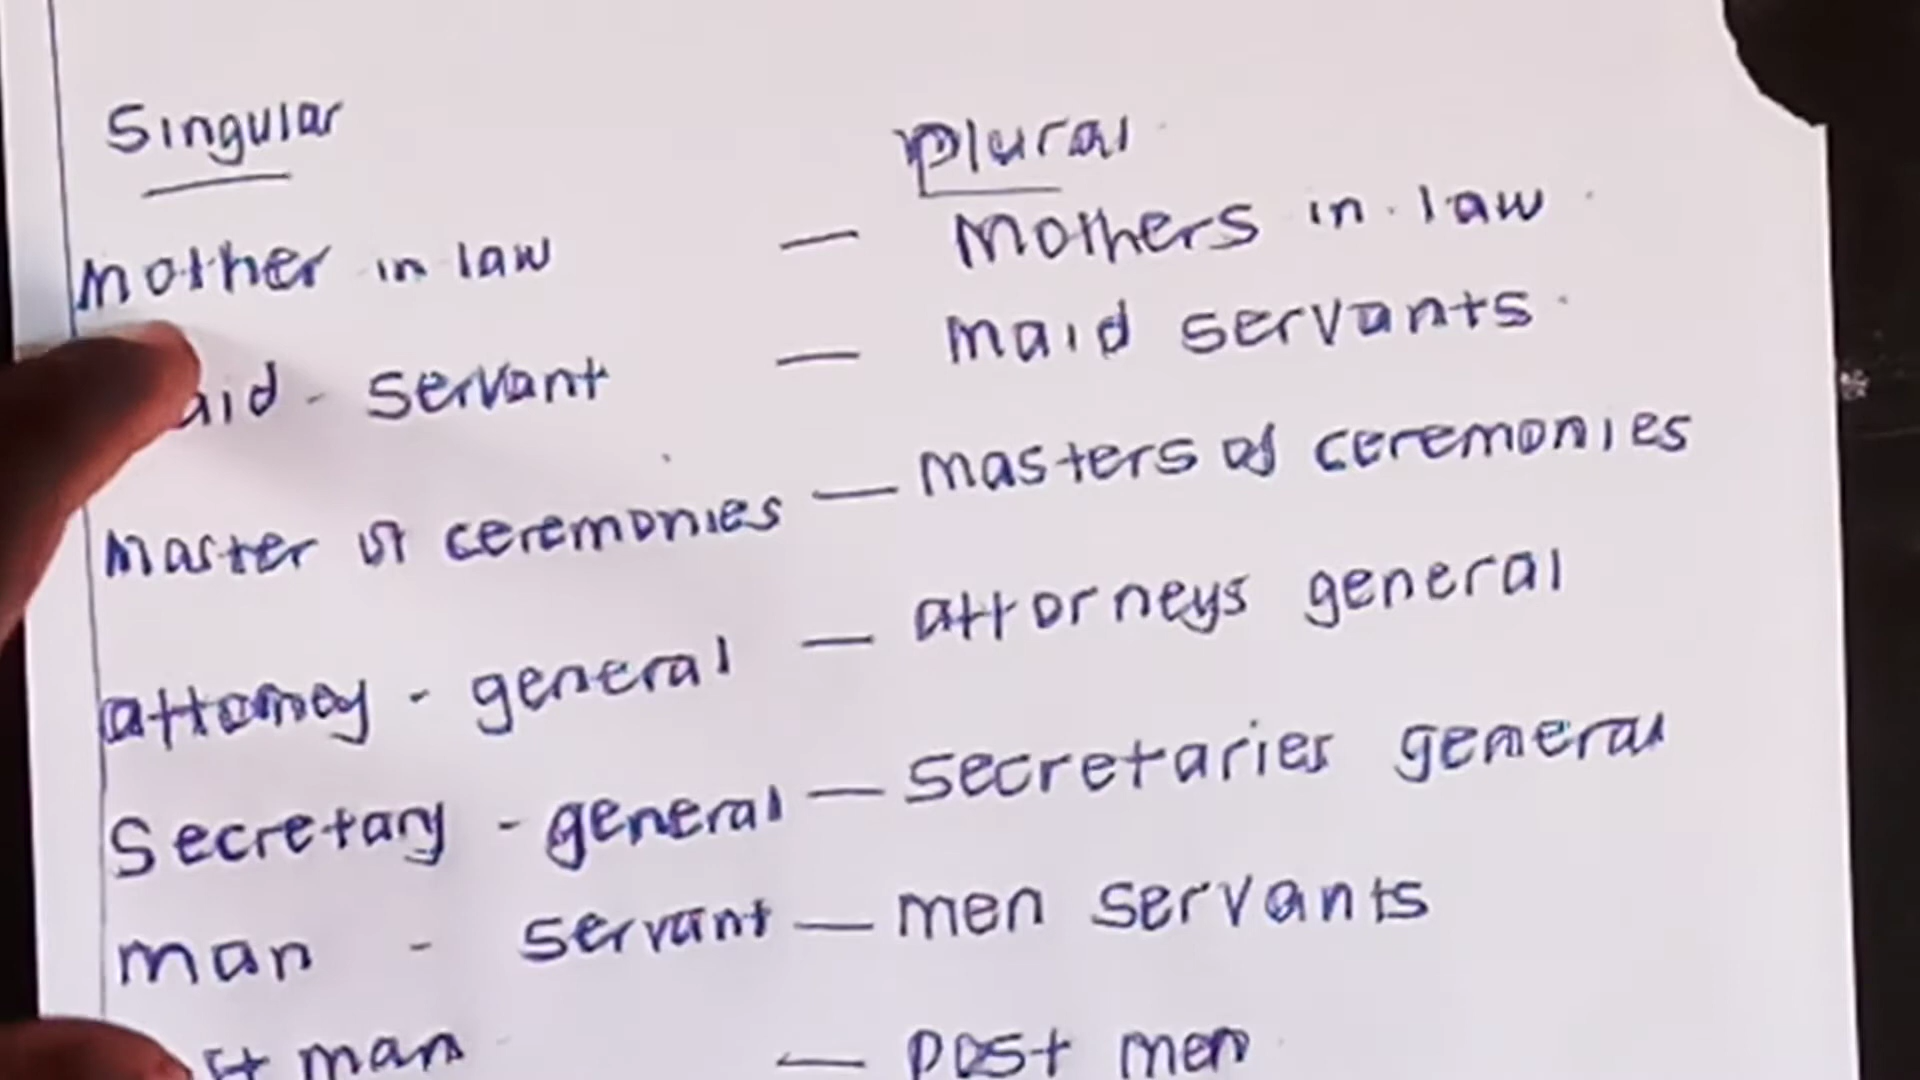 Singular plural
Mother in law — Mothers in law
servant — maid servants
Master of ceremonies — masters of ceremonies
attorney - general — attorneys general
Secretary - general — secretaries general
man - servant — men servants
man — post men